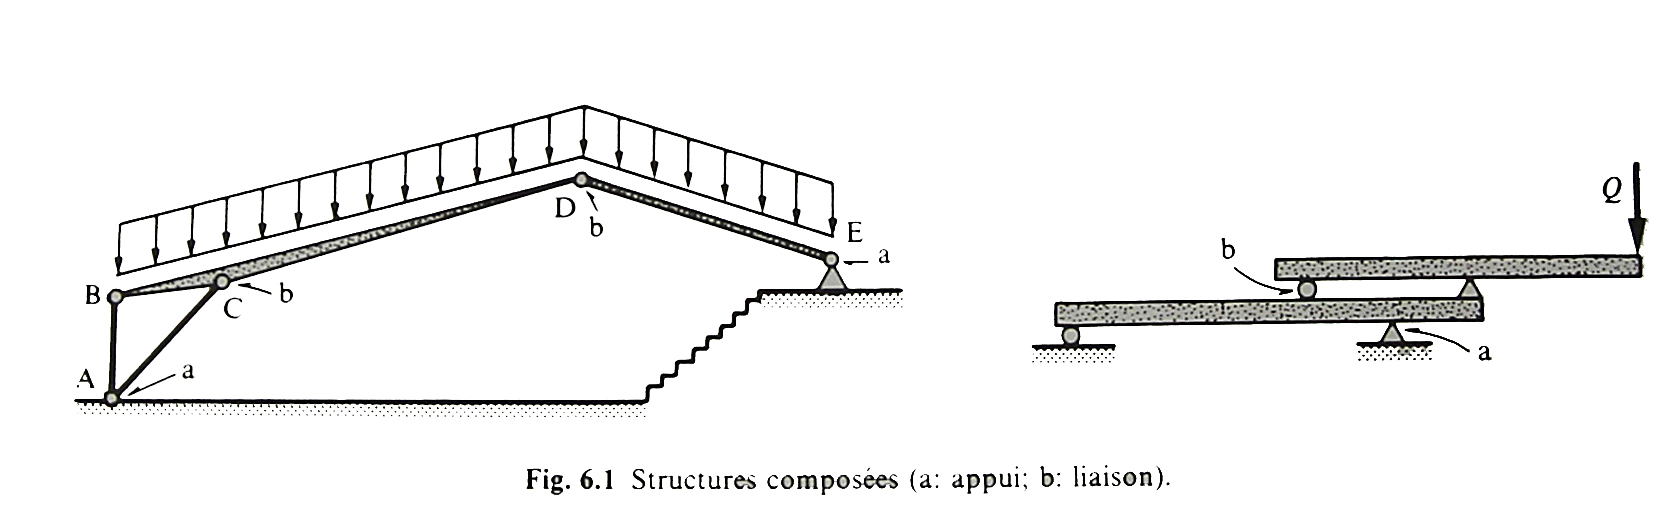 D
b
E
a
B
C
b
A
a
Q
b
a
Fig. 6.1 Structures composées (a: appui; b: liaison).